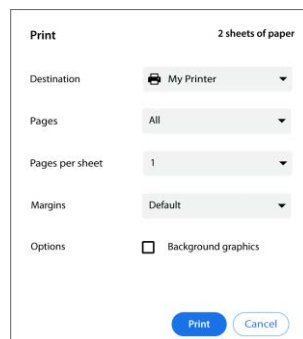 Print 2 sheets of paper
Destination My Printer
Pages All
Pages per sheet 1
Margins Default
Options Background graphics
Print Cancel